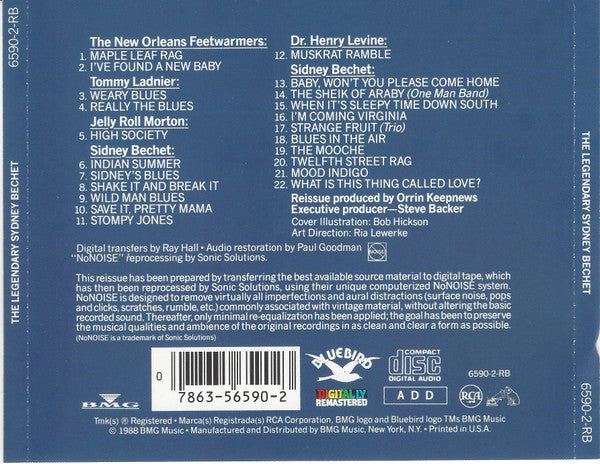 6590-2-RB
THE LEGENDARY SYDNEY BECHET
The New Orleans Feetwarmers:
1. MAPLE LEAF RAG
2. I'VE FOUND A NEW BABY
Tommy Ladnier:
3. WEARY BLUES
4. REALLY THE BLUES
Jelly Roll Morton:
5. HIGH SOCIETY
Sidney Bechet:
6. INDIAN SUMMER
7. SIDNEY'S BLUES
8. SHAKE IT AND BREAK IT
9. WILD MAN BLUES
10. SAVE IT, PRETTY MAMA
11. STOMPY JONES
Dr. Henry Levine:
12. MUSKRAT RAMBLE
Sidney Bechet:
13. BABY, WON'T YOU PLEASE COME HOME
14. THE SHEIK OF ARABY (One Man Band)
15. WHEN IT'S SLEEPY TIME DOWN SOUTH
16. I'M COMING VIRGINIA
17. STRANGE FRUIT (Trio)
18. BLUES IN THE AIR
19. THE MOOCHE
20. TWELFTH STREET RAG
21. MOOD INDIGO
22. WHAT IS THIS THING CALLED LOVE?
Reissue produced by Orrin Keepnews
Executive producer—Steve Backer
Cover Illustration: Bob Hickson
Art Direction: Ria Lewerke
Digital transfers by Ray Hall • Audio restoration by Paul Goodman
"NoNOISE" reprocessing by Sonic Solutions.
This reissue has been prepared by transferring the best available source material to digital tape, which
has then been reprocessed by Sonic Solutions, using their unique computerized NoNOISE system.
NoNOISE is designed to remove virtually all imperfections and aural distractions (surface noise, pops
and clicks, scratches, rumble, etc.) commonly associated with vintage material, without altering the basic
recorded sound. Thereafter, only minimal re-equalization has been applied; the goal has been to preserve
the musical qualities and ambience of the original recordings in as clean and clear a form as possible.
(NoNOISE is a trademark of Sonic Solutions)
BMG
0
7863-56590-2
BLUEBIRD
DIGITALLY
REMASTERED
COMPACT
disc
DIGITAL AUDIO
ADD
6590-2-RB
RCA
Tmk(s) ® Registered • Marca(s) Registrada(s) RCA Corporation, BMG logo and Bluebird logo TMs BMG Music
© 1988 BMG Music • Manufactured and Distributed by BMG Music, New York, N.Y. • Printed in U.S.A.
THE LEGENDARY SYDNEY BECHET
6590-2-RB